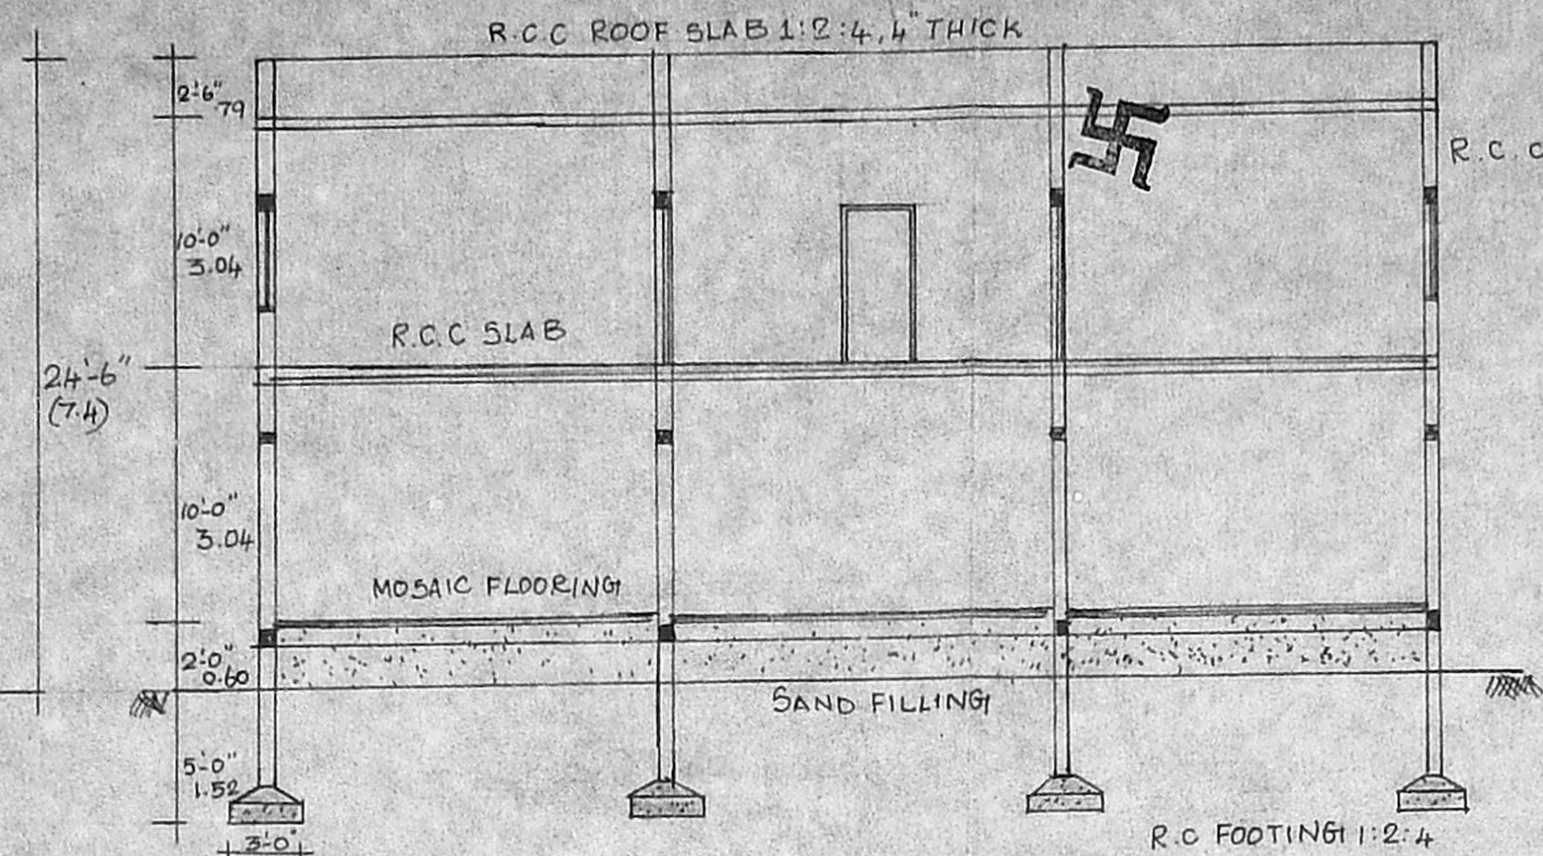 R.C.C ROOF SLAB 1:2:4, 4" THICK
2'-6"
.79
R.C.C
10'-0"
3.04
R.C.C SLAB
24'-6"
(7.4)
10'-0"
3.04
MOSAIC FLOORING
2'-0"
0.60
SAND FILLING
5'-0"
1.52
3'-0"
R.C FOOTING 1:2:4